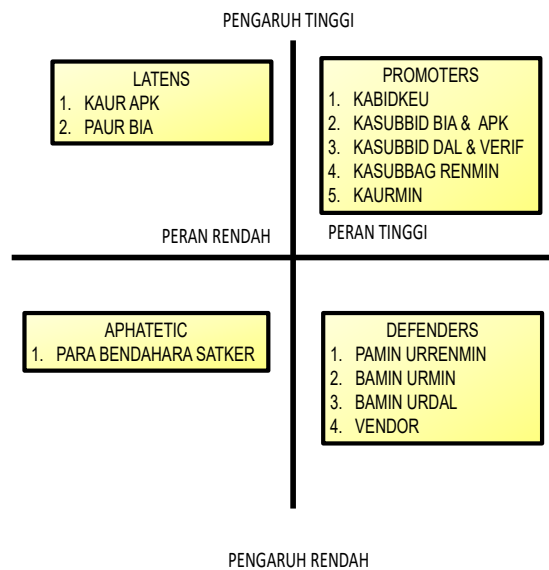 PENGARUH TINGGI
LATENS
1. KAUR APK
2. PAUR BIA
PROMOTERS
1. KABIDKEU
2. KASUBBID BIA & APK
3. KASUBBID DAL & VERIF
4. KASUBBAG RENMIN
5. KAURMIN
PERAN RENDAH
PERAN TINGGI
APHATETIC
1. PARA BENDAHARA SATKER
DEFENDERS
1. PAMIN URRENMIN
2. BAMIN URMIN
3. BAMIN URDAL
4. VENDOR
PENGARUH RENDAH